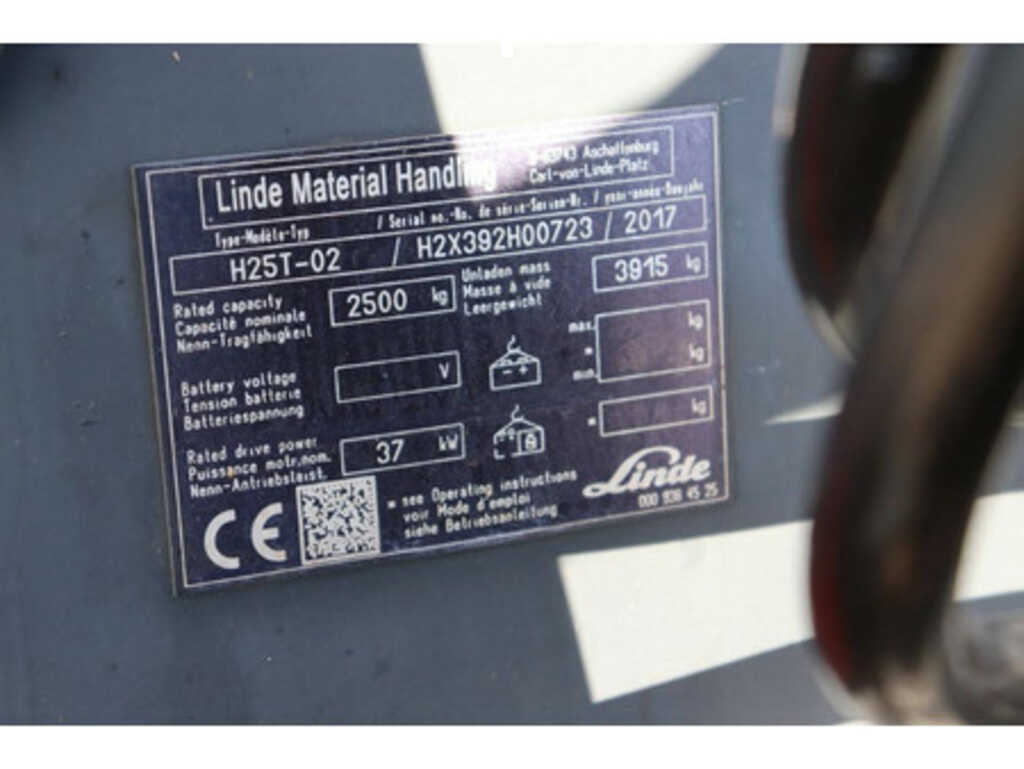 Linde Material Handling
D-63743 Aschaffenburg
Carl-von-Linde-Platz
Type-Modèle-Typ / Serial no.-No. de série-Serien-Nr. / year-année-Baujahr
H25T-02 / H2X392H00723 / 2017
Rated capacity
Capacité nominale
Nenn-Tragfähigkeit
2500 kg
Unladen mass
Masse à vide
Leergewicht
3915 kg
Battery voltage
Tension batterie
Batteriespannung
V
- +
max. kg
*
min. kg
Rated drive power
Puissance motr.nom.
Nenn-Antriebsleist.
37 kW
* kg
CE
* see Operating instructions
voir Mode d'emploi
siehe Betriebsanleitung
Linde
000 938 45 25